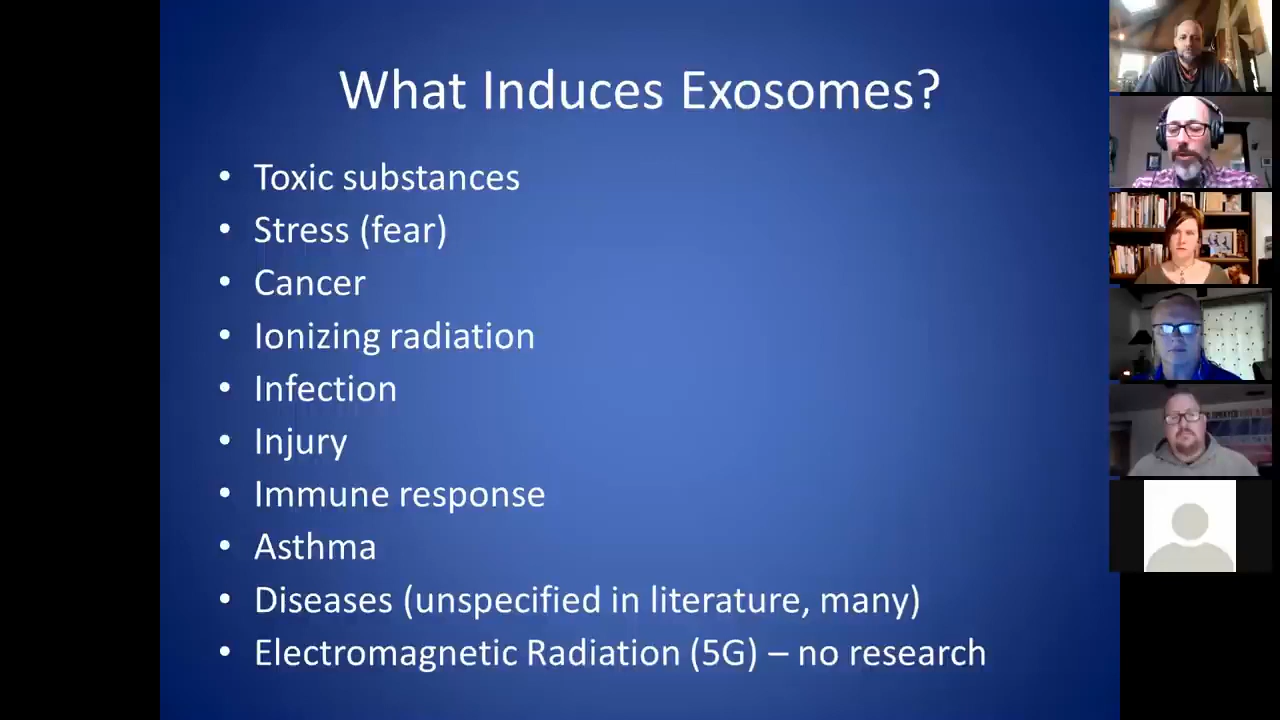 What Induces Exosomes?
• Toxic substances
• Stress (fear)
• Cancer
• Ionizing radiation
• Infection
• Injury
• Immune response
• Asthma
• Diseases (unspecified in literature, many)
• Electromagnetic Radiation (5G) – no research